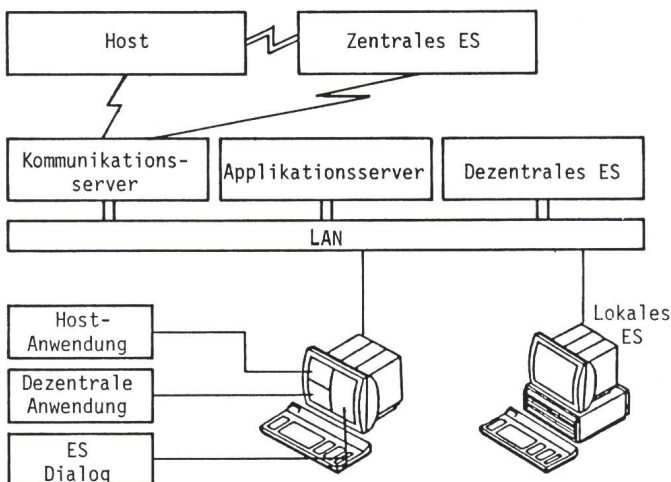 Host
Zentrales ES
Kommunikations-
server
Applikationsserver
Dezentrales ES
LAN
Host-
Anwendung
Dezentrale
Anwendung
ES
Dialog
Lokales
ES